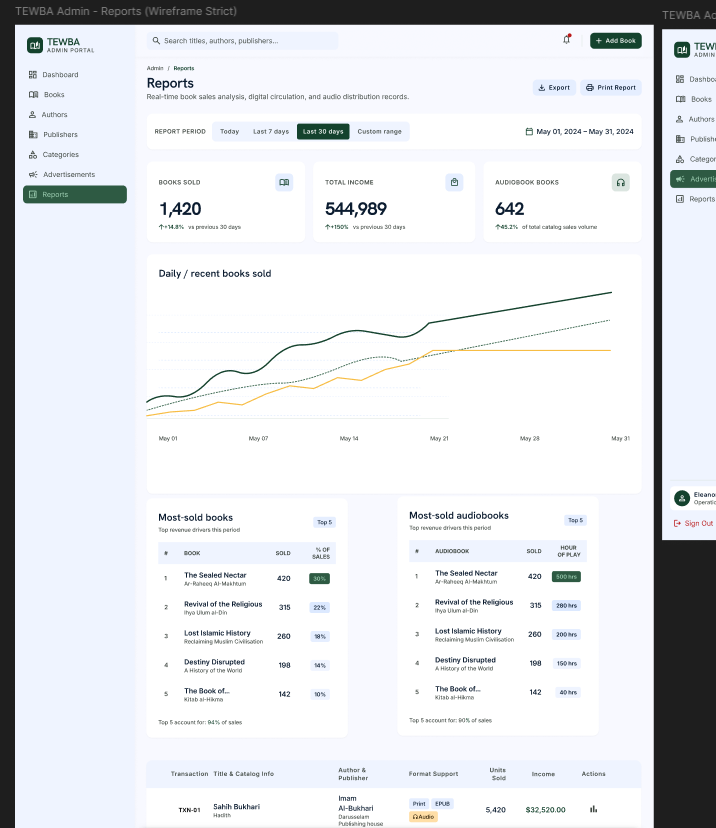 TEWBA Admin - Reports (Wireframe Strict)
TEWBA
ADMIN PORTAL
Dashboard
Books
Authors
Publishers
Categories
Advertisements
Reports
Search titles, authors, publishers...
+ Add Book
Admin / Reports
Reports
Real-time book sales analysis, digital circulation, and audio distribution records.
Export
Print Report
REPORT PERIOD Today Last 7 days Last 30 days Custom range
May 01, 2024 – May 31, 2024
BOOKS SOLD
1,420
↑+14.8% vs previous 30 days
TOTAL INCOME
544,989
↑+150% vs previous 30 days
AUDIOBOOK BOOKS
642
↑45.2% of total catalog sales volume
Daily / recent books sold
May 01 May 07 May 14 May 21 May 28 May 31
Most-sold books
Top revenue drivers this period
Top 5
# BOOK SOLD % OF
SALES
1 The Sealed Nectar 420 30%
Ar-Raheeq Al-Makhtum
2 Revival of the Religious 315 22%
Ihya Ulum al-Din
3 Lost Islamic History 260 18%
Reclaiming Muslim Civilisation
4 Destiny Disrupted 198 14%
A History of the World
5 The Book of... 142 10%
Kitab al-Hikma
Top 5 account for: 94% of sales
Most-sold audiobooks
Top revenue drivers this period
Top 5
# AUDIOBOOK SOLD HOUR
OF PLAY
1 The Sealed Nectar 420 500 hrs
Ar-Raheeq Al-Makhtum
2 Revival of the Religious 315 280 hrs
Ihya Ulum al-Din
3 Lost Islamic History 260 200 hrs
Reclaiming Muslim Civilisation
4 Destiny Disrupted 198 150 hrs
A History of the World
5 The Book of... 142 40 hrs
Kitab al-Hikma
Top 5 account for: 90% of sales
Transaction Title & Catalog Info Author &
Publisher Format Support Units
Sold Income Actions
TXN-01 Sahih Bukhari
Hadith
Imam
Al-Bukhari
Darussalam
Publishing house
Print EPUB
Audio
5,420 $32,520.00
TEWBA Ad
TEWB
ADMIN
Dashboa
Books
Authors
Publishe
Categor
Advertis
Reports
Eleano
Operatio
Sign Out